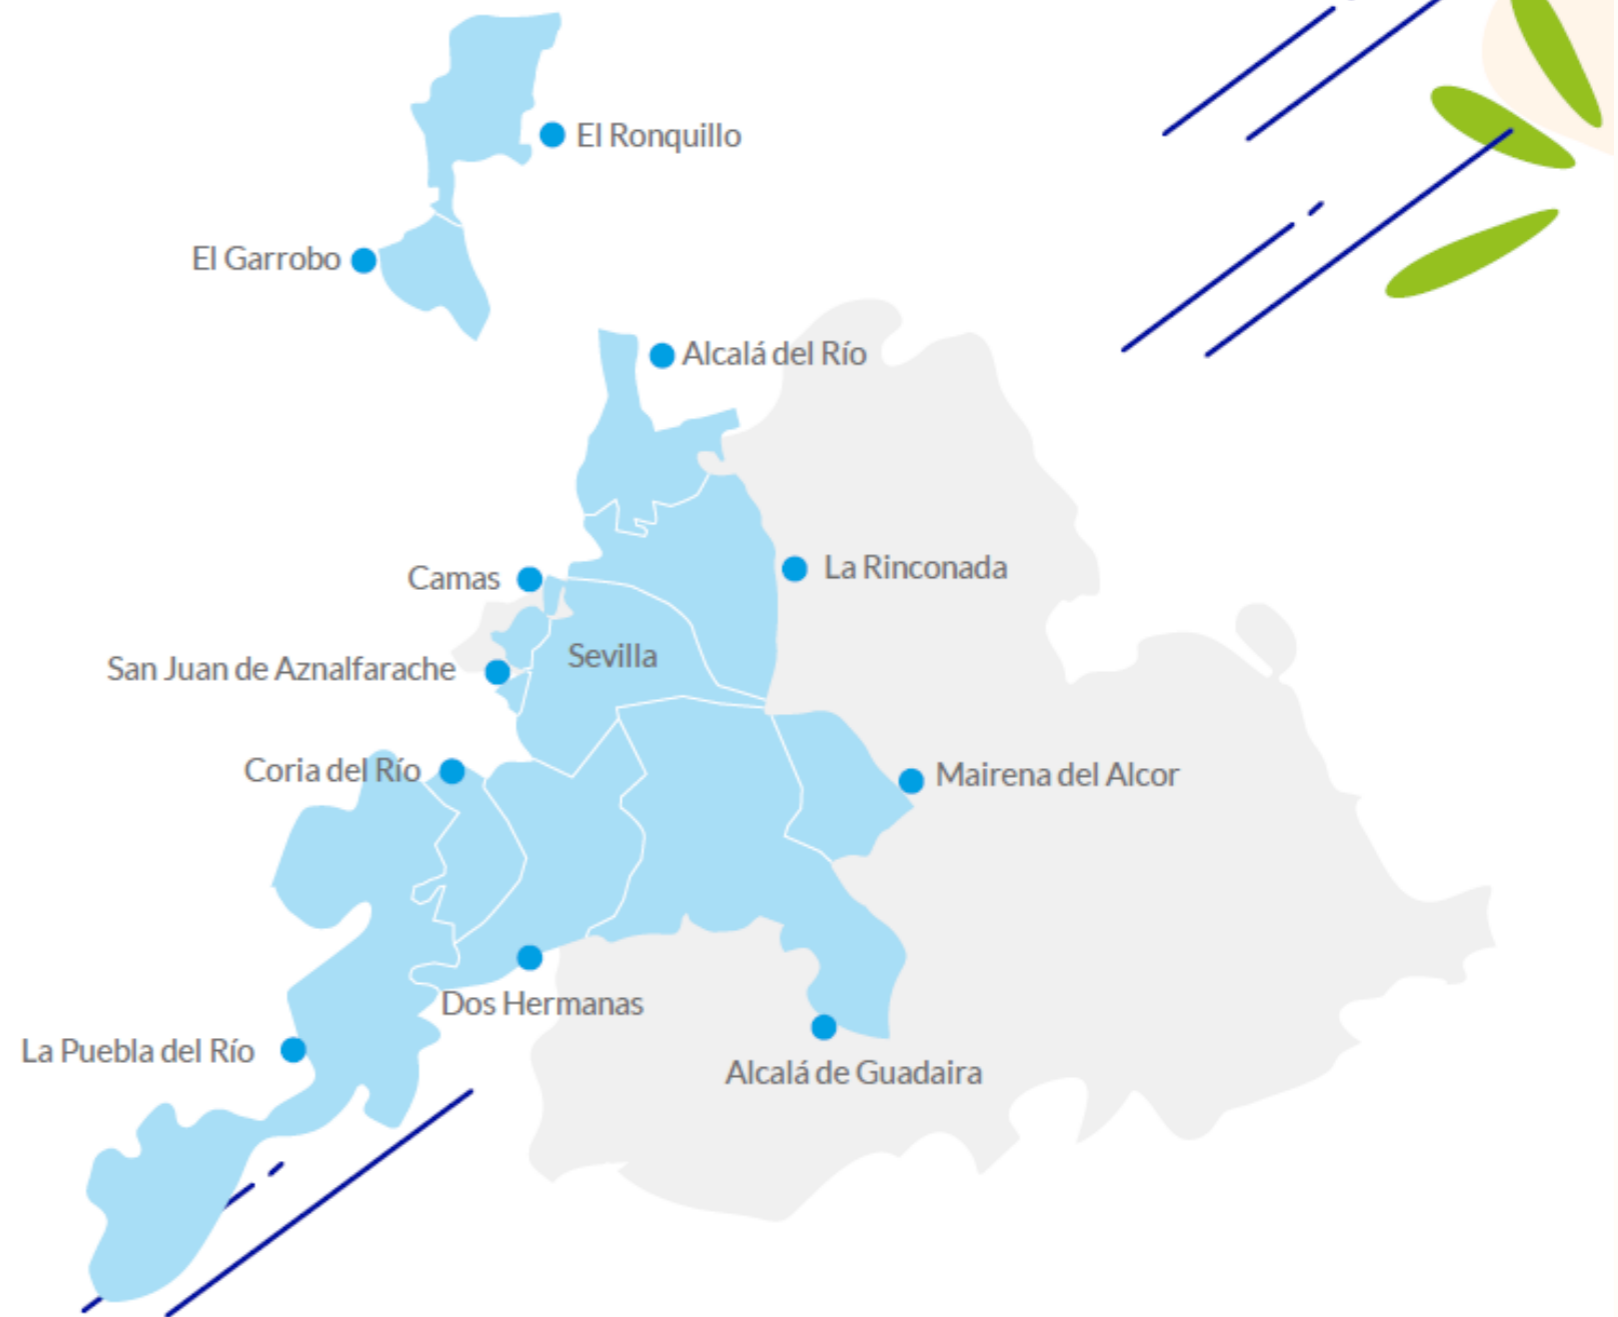 El Ronquillo
El Garrobo
Alcalá del Río
La Rinconada
Camas
Sevilla
San Juan de Aznalfarache
Coria del Río
Mairena del Alcor
Dos Hermanas
La Puebla del Río
Alcalá de Guadaira